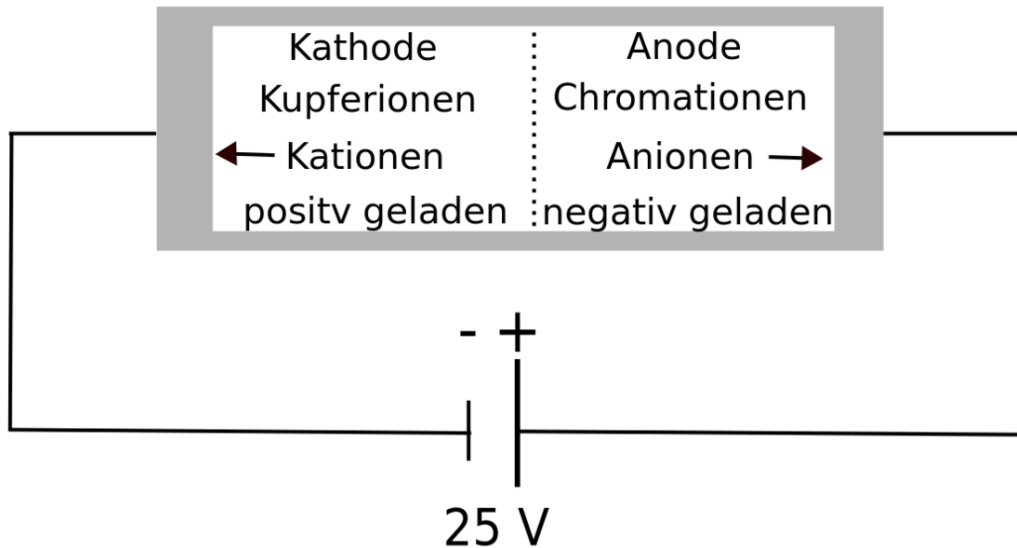 Kathode
Anode
Kupferionen
Chromationen
Kationen
Anionen
positv geladen
negativ geladen
- +
25 V